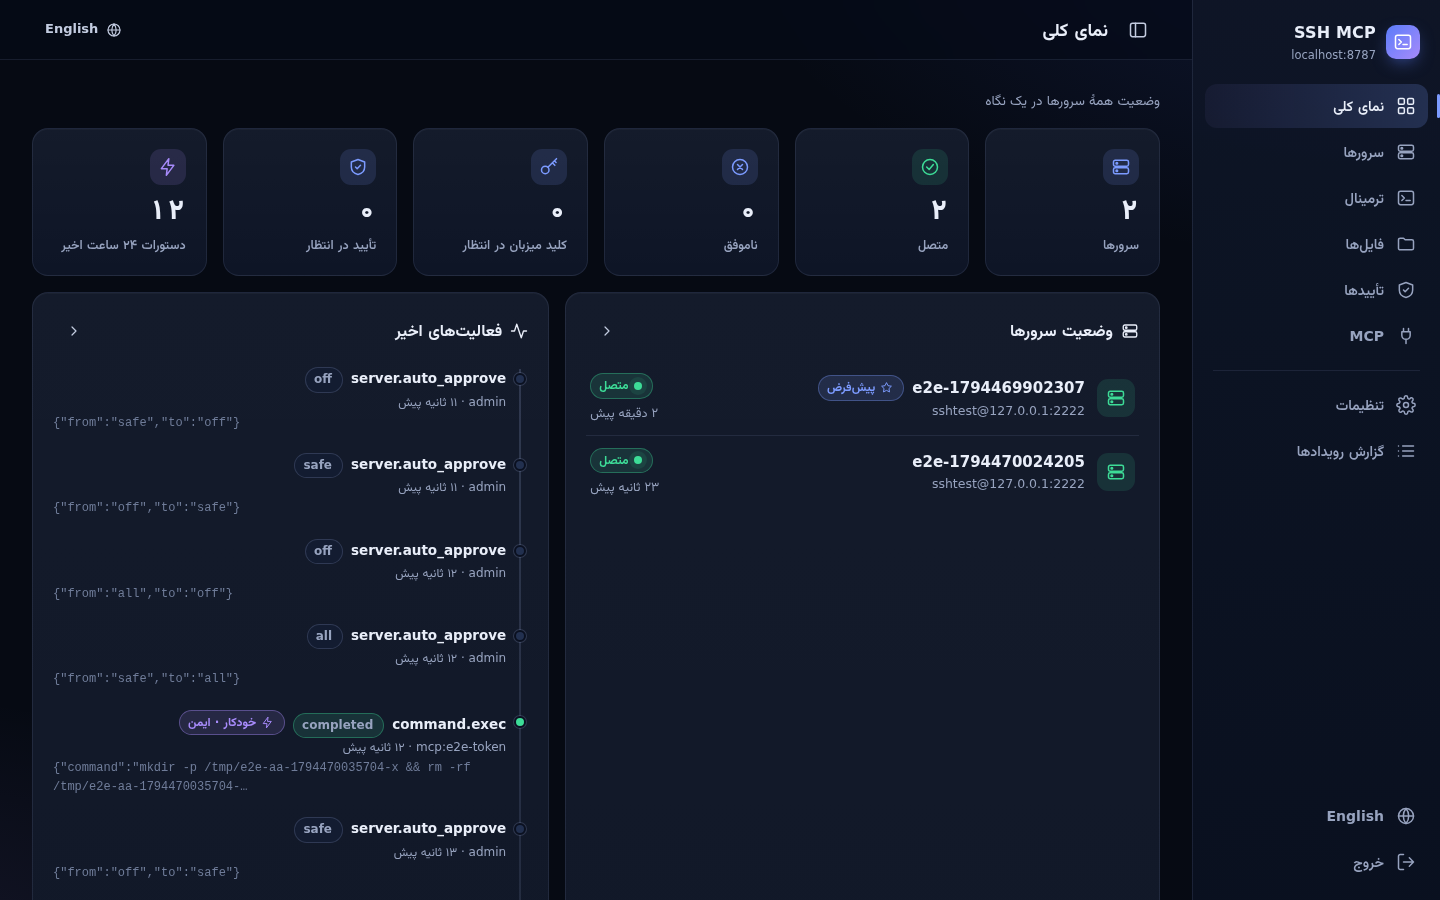 SSH MCP
localhost:8787
نمای کلی
سرورها
ترمینال
فایل‌ها
تأییدها
MCP
تنظیمات
گزارش رویدادها
English
خروج
نمای کلی
English
وضعیت همهٔ سرورها در یک نگاه
۲
سرورها
۲
متصل
۰
ناموفق
۰
کلید میزبان در انتظار
۰
تأیید در انتظار
۱۲
دستورات ۲۴ ساعت اخیر
وضعیت سرورها
e2e-1794469902307 پیش‌فرض
sshtest@127.0.0.1:2222
متصل
۲ دقیقه پیش
e2e-1794470024205
sshtest@127.0.0.1:2222
متصل
۲۳ ثانیه پیش
فعالیت‌های اخیر
server.auto_approve off
admin · ۱۱ ثانیه پیش
{"from":"safe","to":"off"}
server.auto_approve safe
admin · ۱۱ ثانیه پیش
{"from":"off","to":"safe"}
server.auto_approve off
admin · ۱۲ ثانیه پیش
{"from":"all","to":"off"}
server.auto_approve all
admin · ۱۲ ثانیه پیش
{"from":"safe","to":"all"}
command.exec completed خودکار · ایمن
mcp:e2e-token · ۱۲ ثانیه پیش
{"command":"mkdir -p /tmp/e2e-aa-1794470035704-x && rm -rf
/tmp/e2e-aa-1794470035704-…
server.auto_approve safe
admin · ۱۳ ثانیه پیش
{"from":"off","to":"safe"}